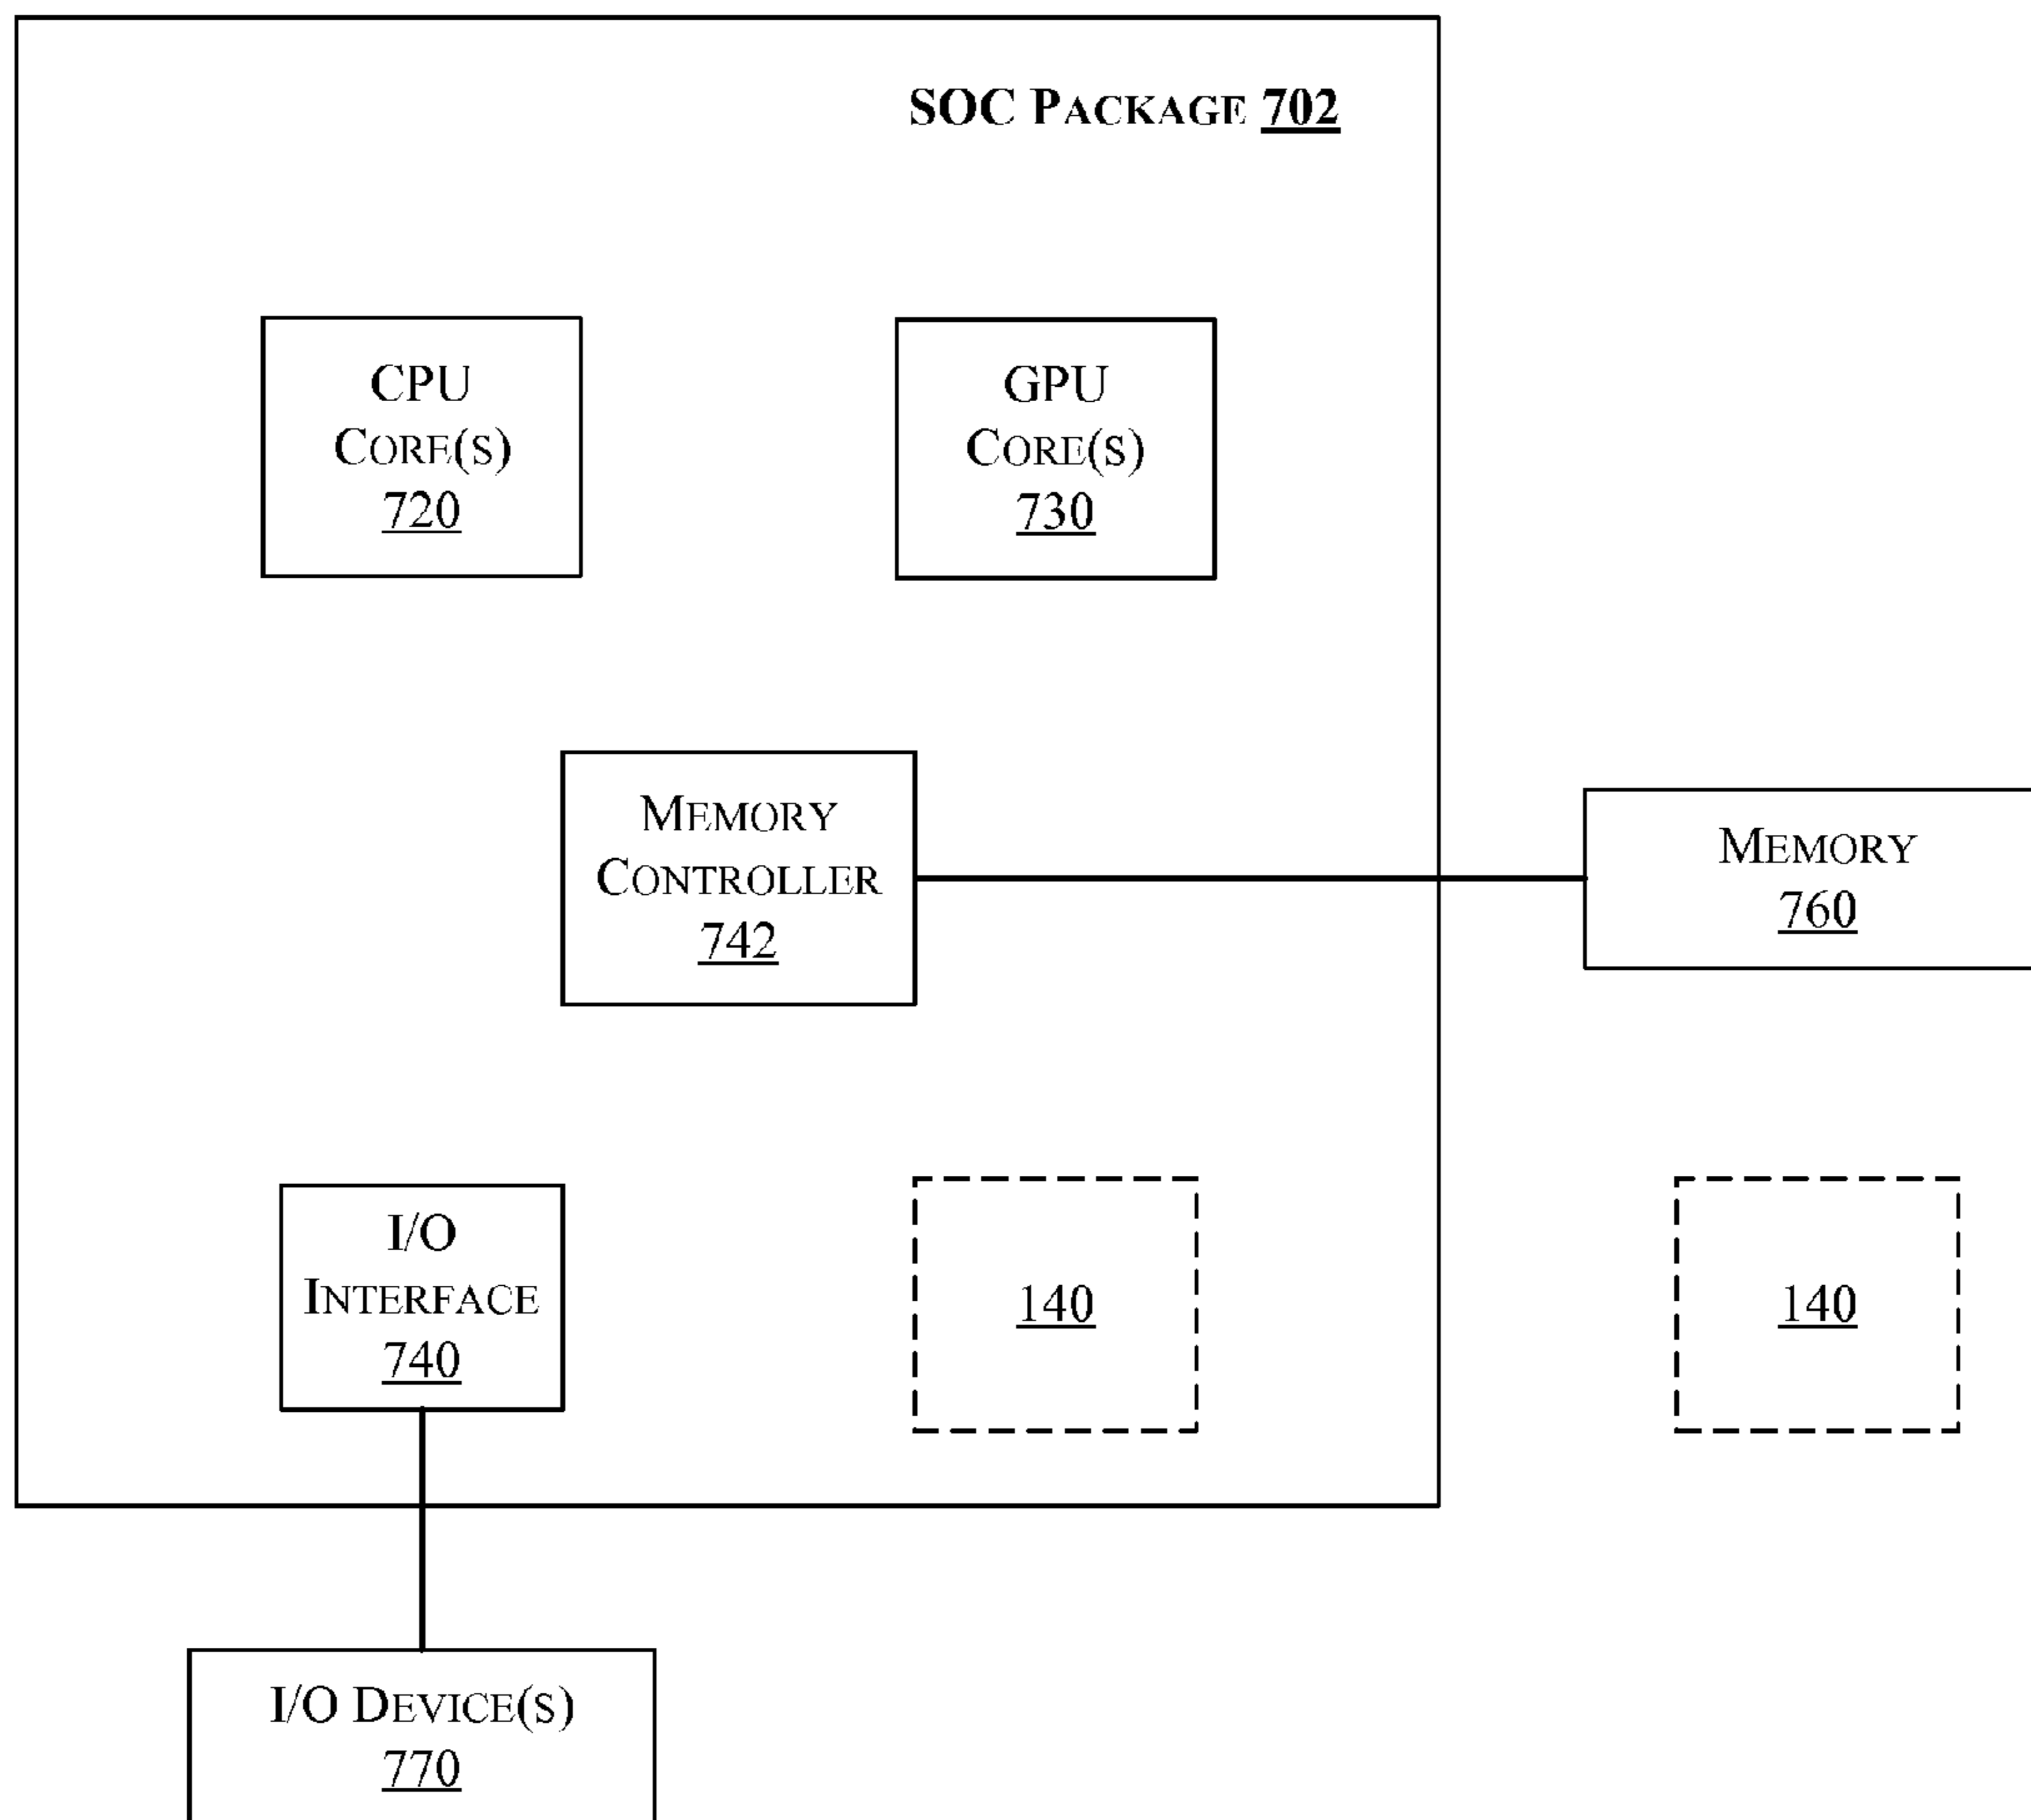 SOC PACKAGE 702
CPU
CORE(S)
720
GPU
CORE(S)
730
MEMORY
CONTROLLER
742
MEMORY
760
I/O
INTERFACE
740
140
140
I/O DEVICE(S)
770